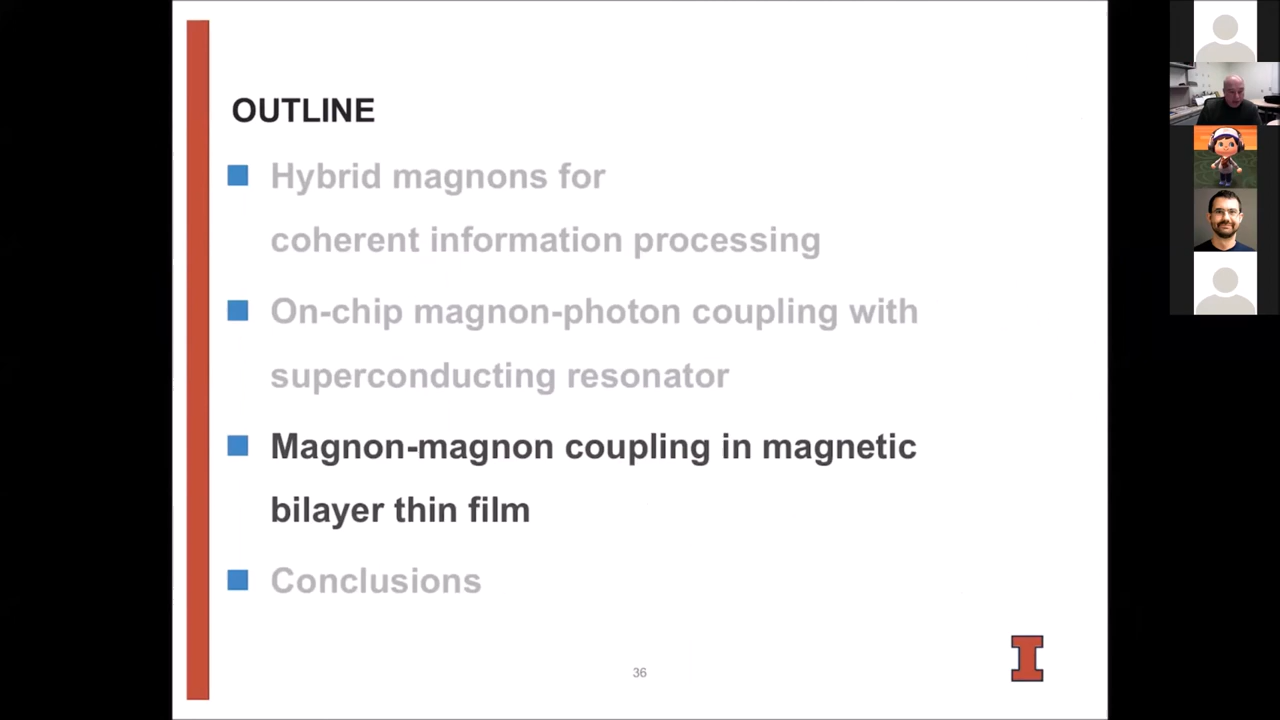 OUTLINE
Hybrid magnons for
coherent information processing
On-chip magnon-photon coupling with
superconducting resonator
Magnon-magnon coupling in magnetic
bilayer thin film
Conclusions
36
I